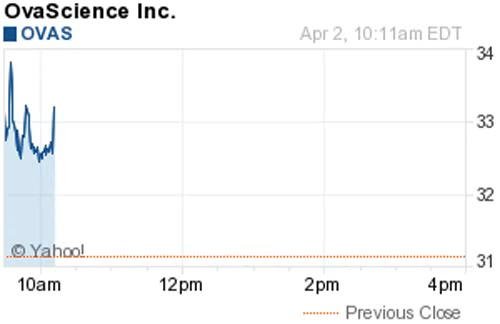 OvaScience Inc.
OVAS Apr 2, 10:11am EDT
34
33
32
31
© Yahoo!
10am 12pm 2pm 4pm
Previous Close